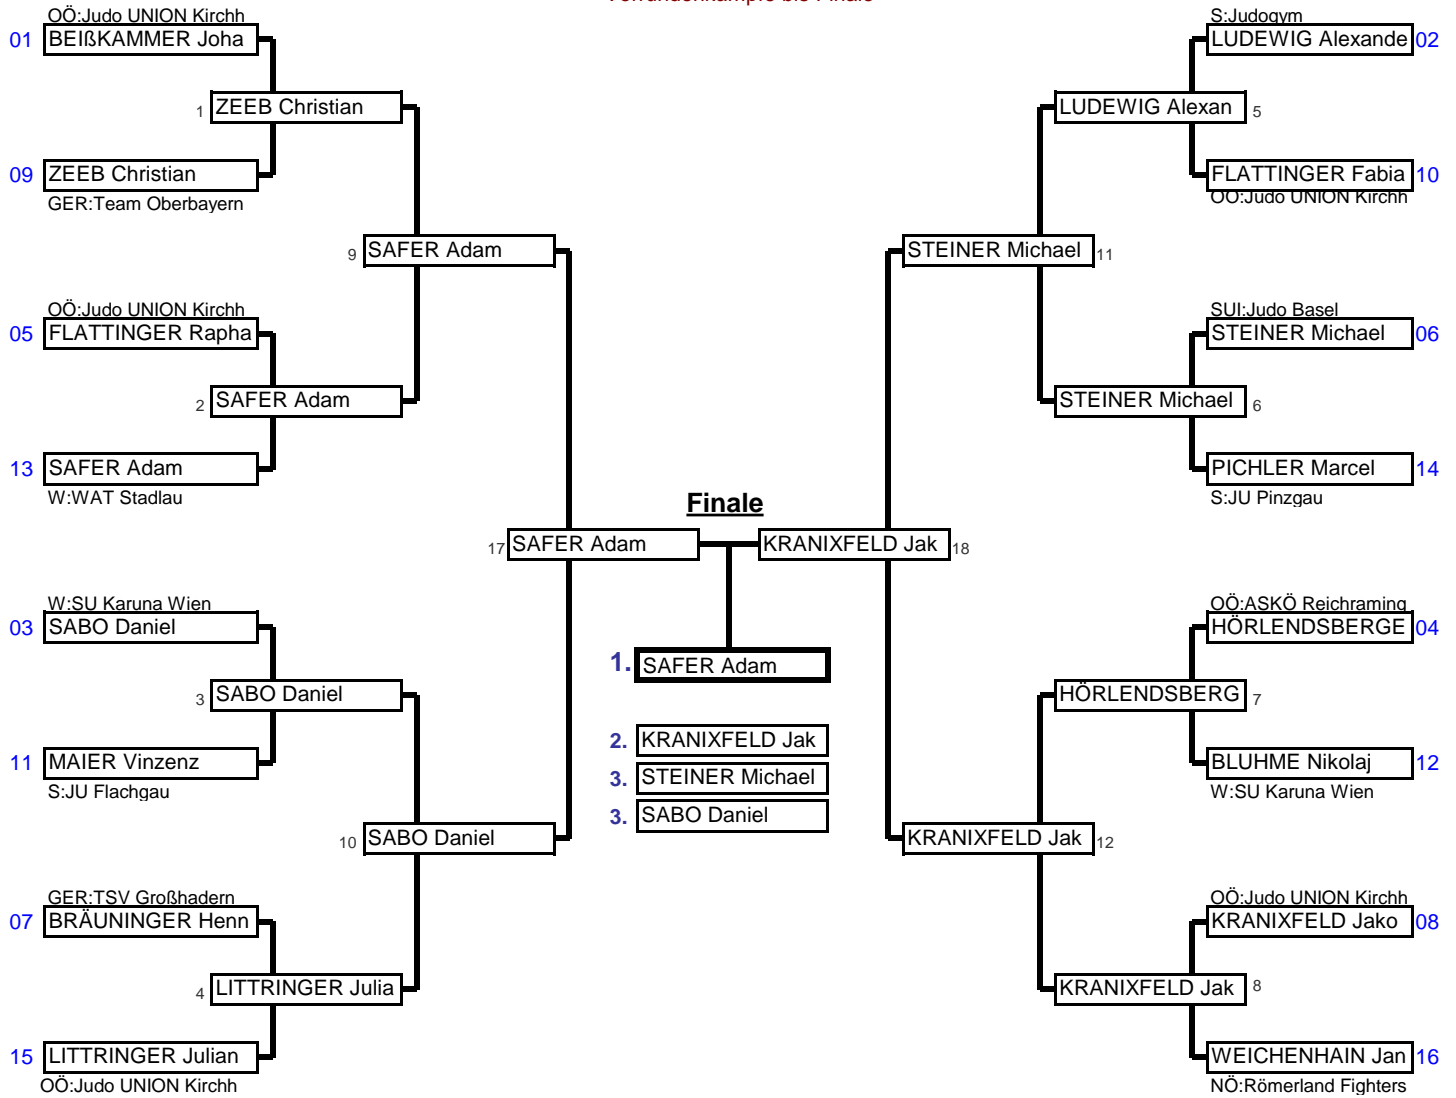 OÖ:Judo UNION Kirchh
01 BEIßKAMMER Joha
1 ZEEB Christian
09 ZEEB Christian
GER:Team Oberbayern
9 SAFER Adam
OÖ:Judo UNION Kirchh
05 FLATTINGER Rapha
2 SAFER Adam
13 SAFER Adam
W:WAT Stadlau
17 SAFER Adam
W:SU Karuna Wien
03 SABO Daniel
3 SABO Daniel
11 MAIER Vinzenz
S:JU Flachgau
10 SABO Daniel
GER:TSV Großhadern
07 BRÄUNINGER Henn
4 LITTRINGER Julia
15 LITTRINGER Julian
OÖ:Judo UNION Kirchh
Finale
1. SAFER Adam
2. KRANIXFELD Jak
3. STEINER Michael
3. SABO Daniel
S:Judogym
LUDEWIG Alexande 02
LUDEWIG Alexan 5
FLATTINGER Fabia 10
OÖ:Judo UNION Kirchh
STEINER Michael 11
SUI:Judo Basel
STEINER Michael 06
STEINER Michael 6
PICHLER Marcel 14
S:JU Pinzgau
KRANIXFELD Jak 18
OÖ:ASKÖ Reichraming
HÖRLENDSBERGE 04
HÖRLENDSBERG 7
BLUHME Nikolaj 12
W:SU Karuna Wien
KRANIXFELD Jak 12
OÖ:Judo UNION Kirchh
KRANIXFELD Jako 08
KRANIXFELD Jak 8
WEICHENHAIN Jan 16
NÖ:Römerland Fighters